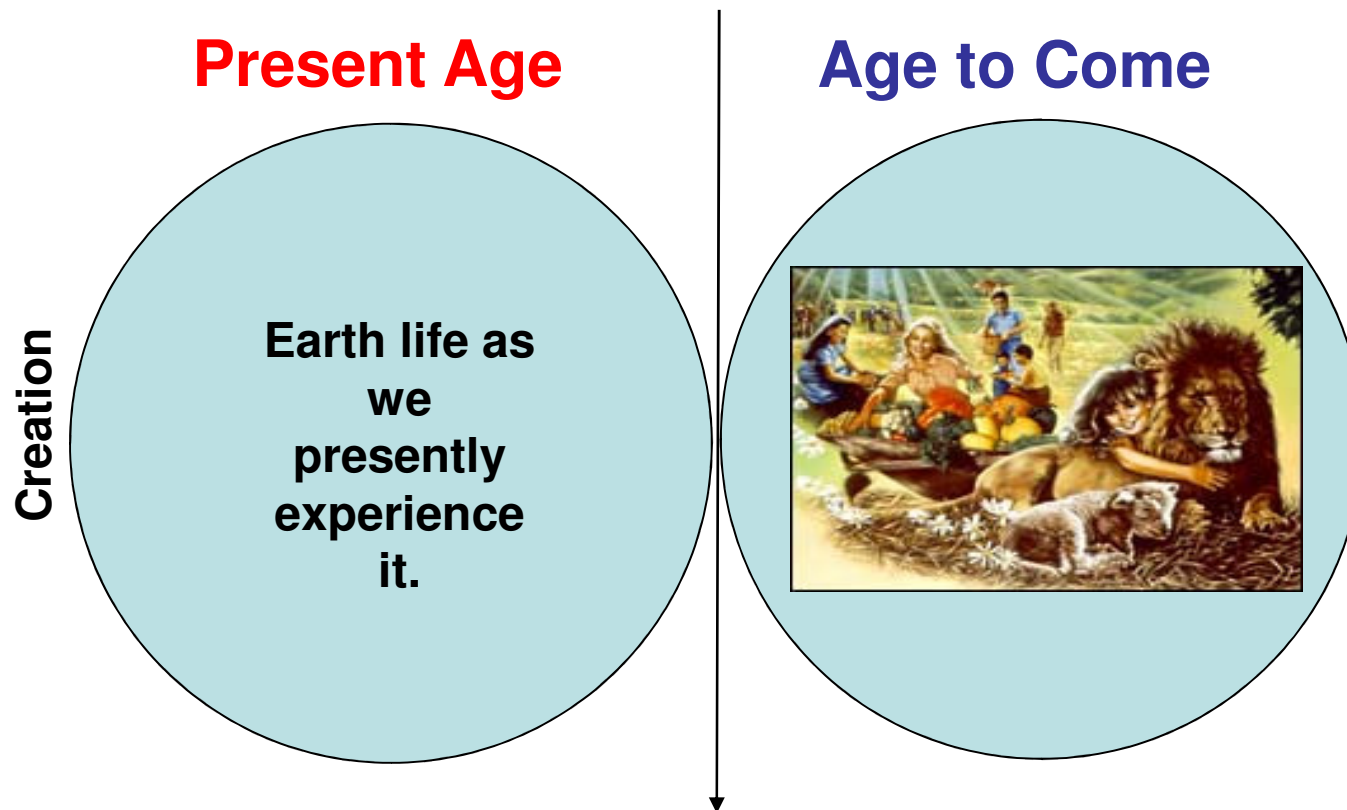 Present Age
Age to Come
Creation
Earth life as
we
presently
experience
it.